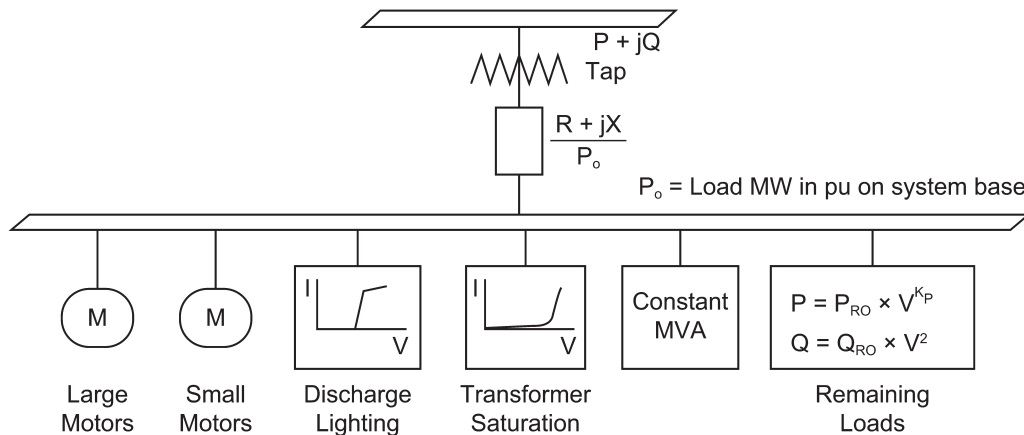 P + jQ
Tap
R + jX
Pₒ
Pₒ = Load MW in pu on system base
M
M
I
V
I
V
Constant
MVA
P = P_RO × V^K_P
Q = Q_RO × V²
Large
Motors
Small
Motors
Discharge
Lighting
Transformer
Saturation
Remaining
Loads